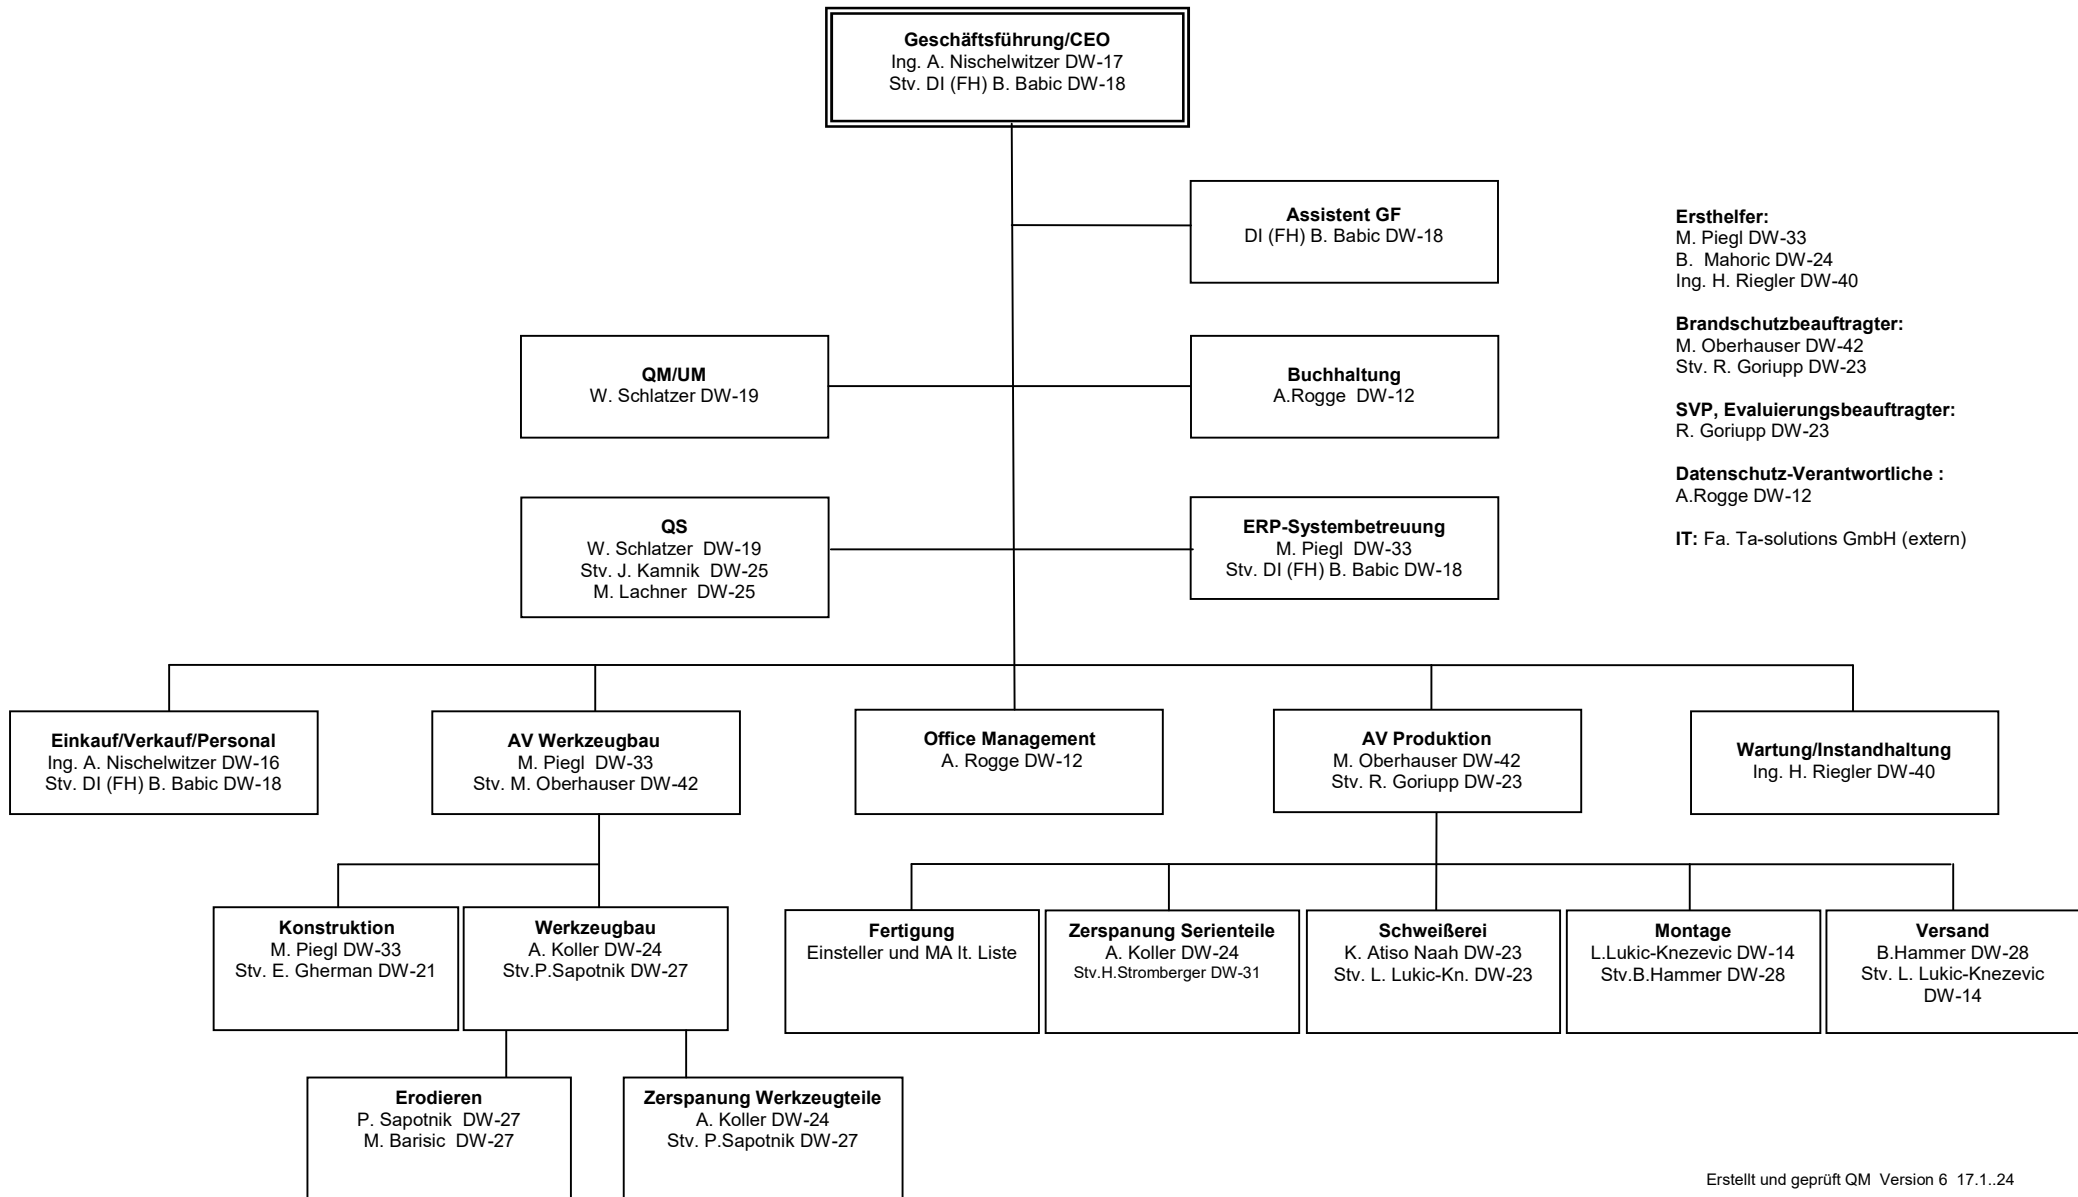 Geschäftsführung/CEO
Ing. A. Nischelwitzer DW-17
Stv. DI (FH) B. Babic DW-18
Assistent GF
DI (FH) B. Babic DW-18
Ersthelfer:
M. Piegl DW-33
B. Mahoric DW-24
Ing. H. Riegler DW-40
Brandschutzbeauftragter:
M. Oberhauser DW-42
Stv. R. Goriupp DW-23
SVP, Evaluierungsbeauftragter:
R. Goriupp DW-23
Datenschutz-Verantwortliche :
A.Rogge DW-12
IT: Fa. Ta-solutions GmbH (extern)
QM/UM
W. Schlatzer DW-19
Buchhaltung
A.Rogge DW-12
QS
W. Schlatzer DW-19
Stv. J. Kamnik DW-25
M. Lachner DW-25
ERP-Systembetreuung
M. Piegl DW-33
Stv. DI (FH) B. Babic DW-18
Einkauf/Verkauf/Personal
Ing. A. Nischelwitzer DW-16
Stv. DI (FH) B. Babic DW-18
AV Werkzeugbau
M. Piegl DW-33
Stv. M. Oberhauser DW-42
Office Management
A. Rogge DW-12
AV Produktion
M. Oberhauser DW-42
Stv. R. Goriupp DW-23
Wartung/Instandhaltung
Ing. H. Riegler DW-40
Konstruktion
M. Piegl DW-33
Stv. E. Gherman DW-21
Werkzeugbau
A. Koller DW-24
Stv.P.Sapotnik DW-27
Fertigung
Einsteller und MA lt. Liste
Zerspanung Serienteile
A. Koller DW-24
Stv.H.Stromberger DW-31
Schweißerei
K. Atiso Naah DW-23
Stv. L. Lukic-Kn. DW-23
Montage
L.Lukic-Knezevic DW-14
Stv.B.Hammer DW-28
Versand
B.Hammer DW-28
Stv. L. Lukic-Knezevic
DW-14
Erodieren
P. Sapotnik DW-27
M. Barisic DW-27
Zerspanung Werkzeugteile
A. Koller DW-24
Stv. P.Sapotnik DW-27
Erstellt und geprüft QM Version 6 17.1..24